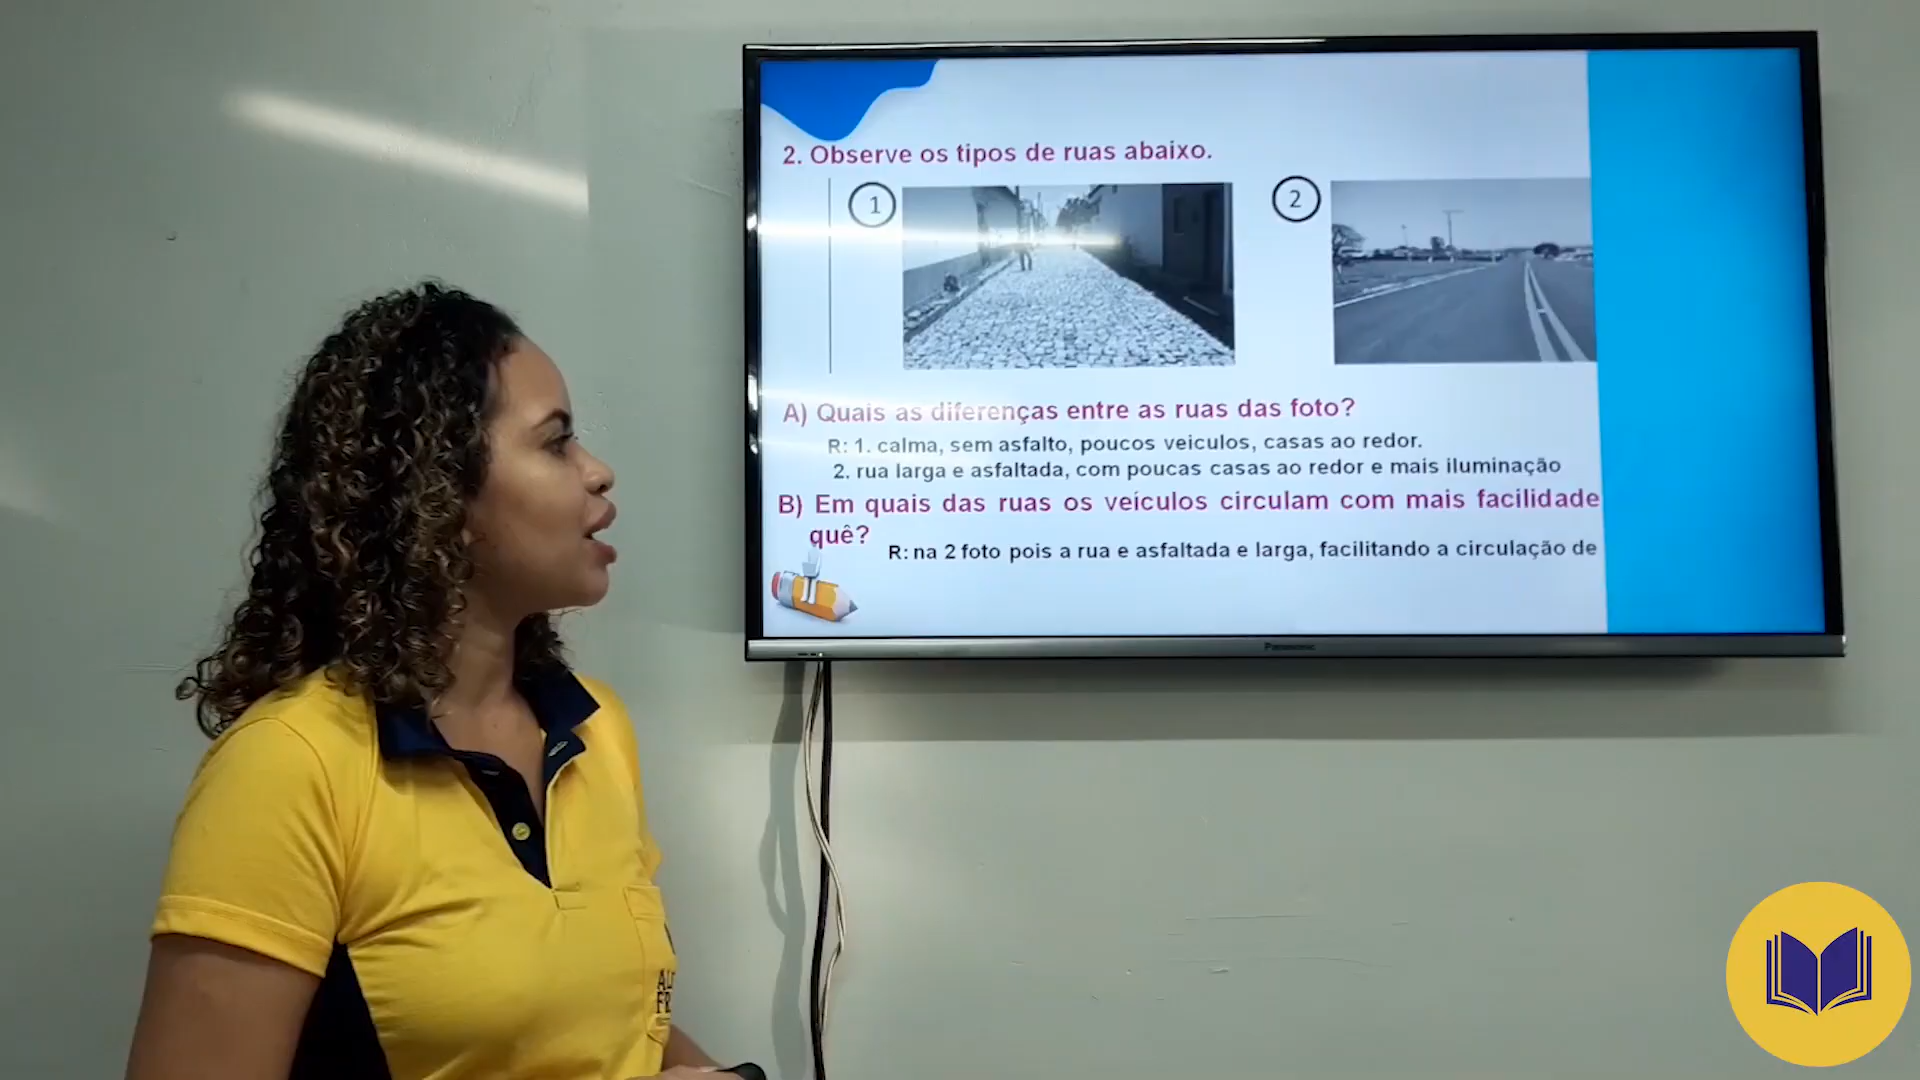 2. Observe os tipos de ruas abaixo.
1
2
A) Quais as diferenças entre as ruas das foto?
R: 1. calma, sem asfalto, poucos veiculos, casas ao redor.
2. rua larga e asfaltada, com poucas casas ao redor e mais iluminação
B) Em quais das ruas os veículos circulam com mais facilidade
quê?
R: na 2 foto pois a rua e asfaltada e larga, facilitando a circulação de
Panasonic